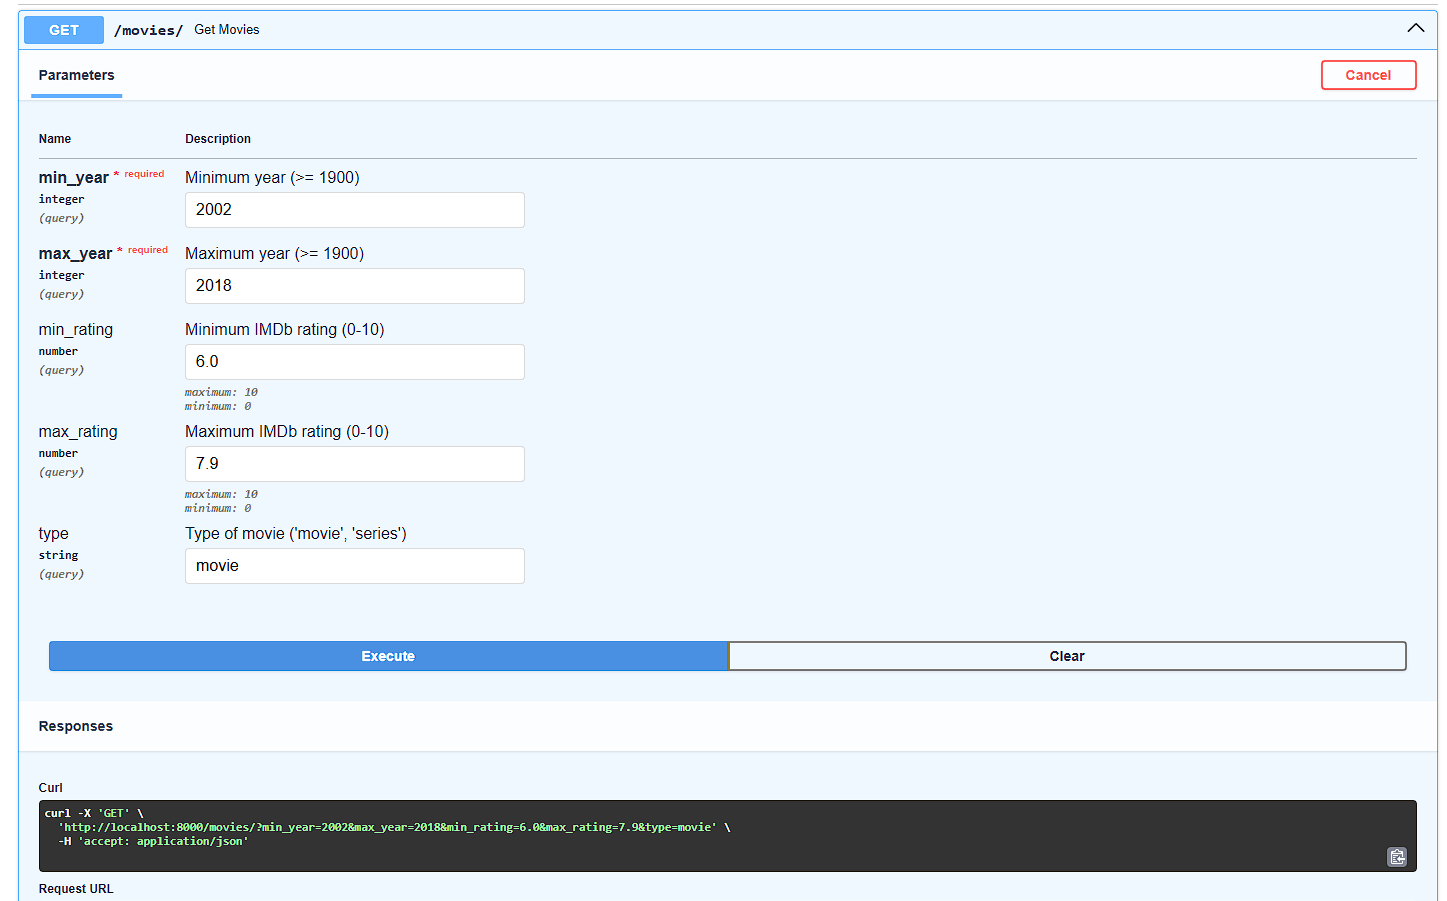 GET /movies/ Get Movies
Parameters
Cancel
Name Description
min_year * required Minimum year (>= 1900)
integer
2002
(query)
max_year * required Maximum year (>= 1900)
integer
2018
(query)
min_rating Minimum IMDb rating (0-10)
number
6.0
(query)
maximum: 10
minimum: 0
max_rating Maximum IMDb rating (0-10)
number
7.9
(query)
maximum: 10
minimum: 0
type Type of movie ('movie', 'series')
string
movie
(query)
Execute Clear
Responses
Curl
curl -X 'GET' \
'http://localhost:8000/movies/?min_year=2002&max_year=2018&min_rating=6.0&max_rating=7.9&type=movie' \
-H 'accept: application/json'
Request URL